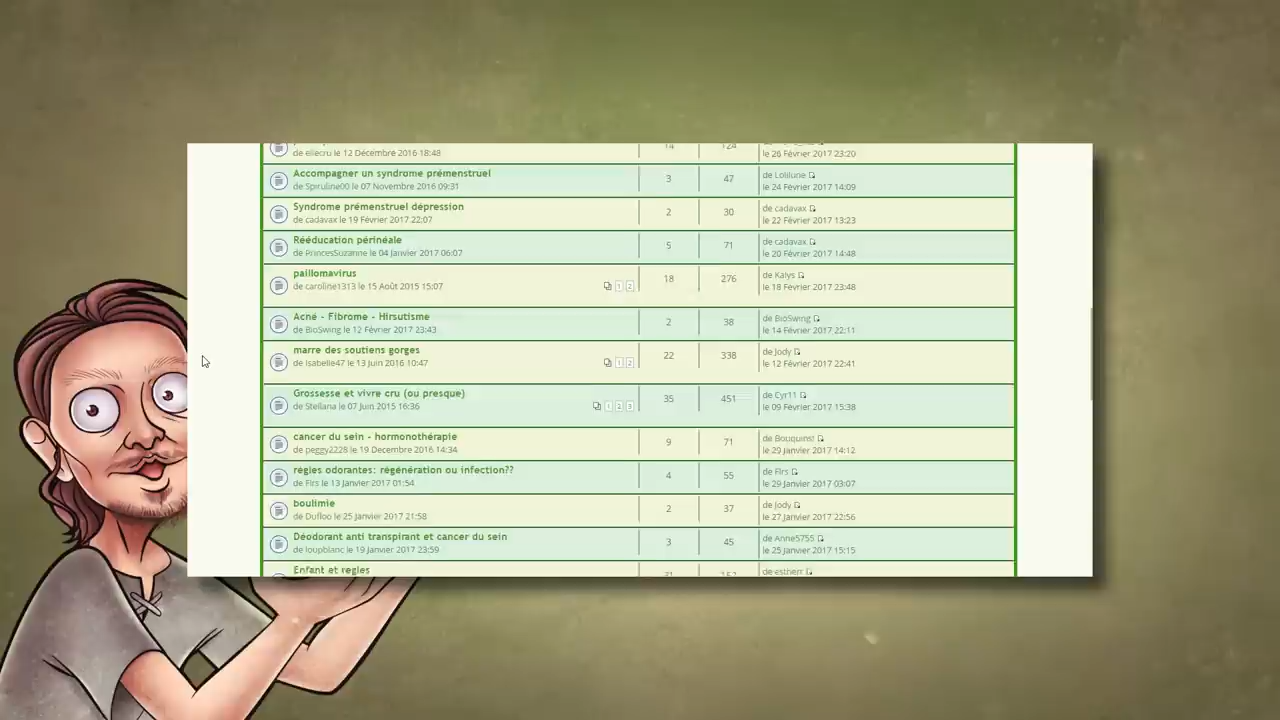 de eliecru le 12 Décembre 2016 18:48
14
124
le 26 Février 2017 23:20
Accompagner un syndrome prémenstruel
de Spiruline00 le 07 Novembre 2016 09:31
3
47
de Lolilune
le 24 Février 2017 14:09
Syndrome prémenstruel dépression
de cadavax le 19 Février 2017 22:07
2
30
de cadavax
le 22 Février 2017 13:23
Rééducation périnéale
de PrincesSuzanne le 04 Janvier 2017 06:07
5
71
de cadavax
le 20 Février 2017 14:48
paillomavirus
de caroline1313 le 15 Août 2015 15:07
1 2
18
276
de Kalys
le 18 Février 2017 23:48
Acné - Fibrome - Hirsutisme
de BioSwing le 12 Février 2017 23:43
2
38
de BioSwing
le 14 Février 2017 22:11
marre des soutiens gorges
de Isabelle47 le 13 Juin 2016 10:47
1 2
22
338
de Jody
le 12 Février 2017 22:41
Grossesse et vivre cru (ou presque)
de Stellana le 07 Juin 2015 16:36
1 2 3
35
451
de Cyr11
le 09 Février 2017 15:38
cancer du sein - hormonothérapie
de peggy2228 le 19 Décembre 2016 14:34
9
71
de Bouquins!
le 29 Janvier 2017 14:12
règles odorantes: régénération ou infection??
de Firs le 13 Janvier 2017 01:54
4
55
de Firs
le 29 Janvier 2017 03:07
boulimie
de Dufloo le 25 Janvier 2017 21:58
2
37
de Jody
le 27 Janvier 2017 22:56
Déodorant anti transpirant et cancer du sein
de loupblanc le 19 Janvier 2017 23:59
3
45
de Anne5755
le 25 Janvier 2017 15:15
Enfant et règles
de estherr